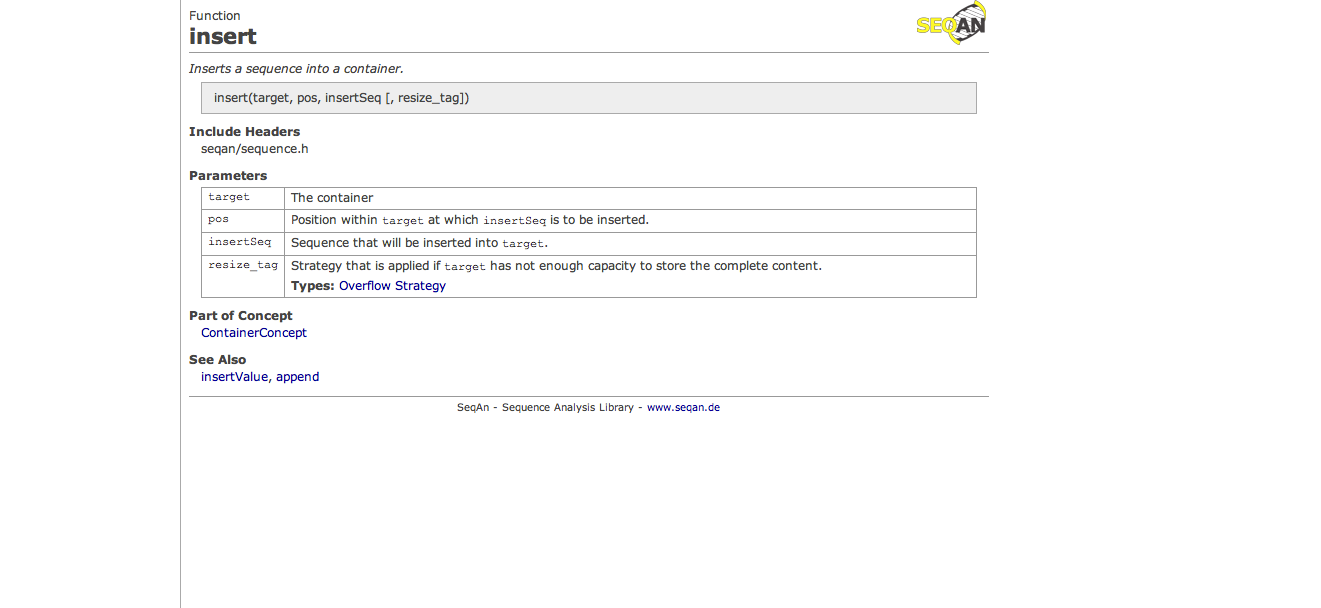 Function
insert
SEQAN
Inserts a sequence into a container.
insert(target, pos, insertSeq [, resize_tag])
Include Headers
seqan/sequence.h
Parameters
target The container
pos Position within target at which insertSeq is to be inserted.
insertSeq Sequence that will be inserted into target.
resize_tag Strategy that is applied if target has not enough capacity to store the complete content.
Types: Overflow Strategy
Part of Concept
ContainerConcept
See Also
insertValue, append
SeqAn - Sequence Analysis Library - www.seqan.de